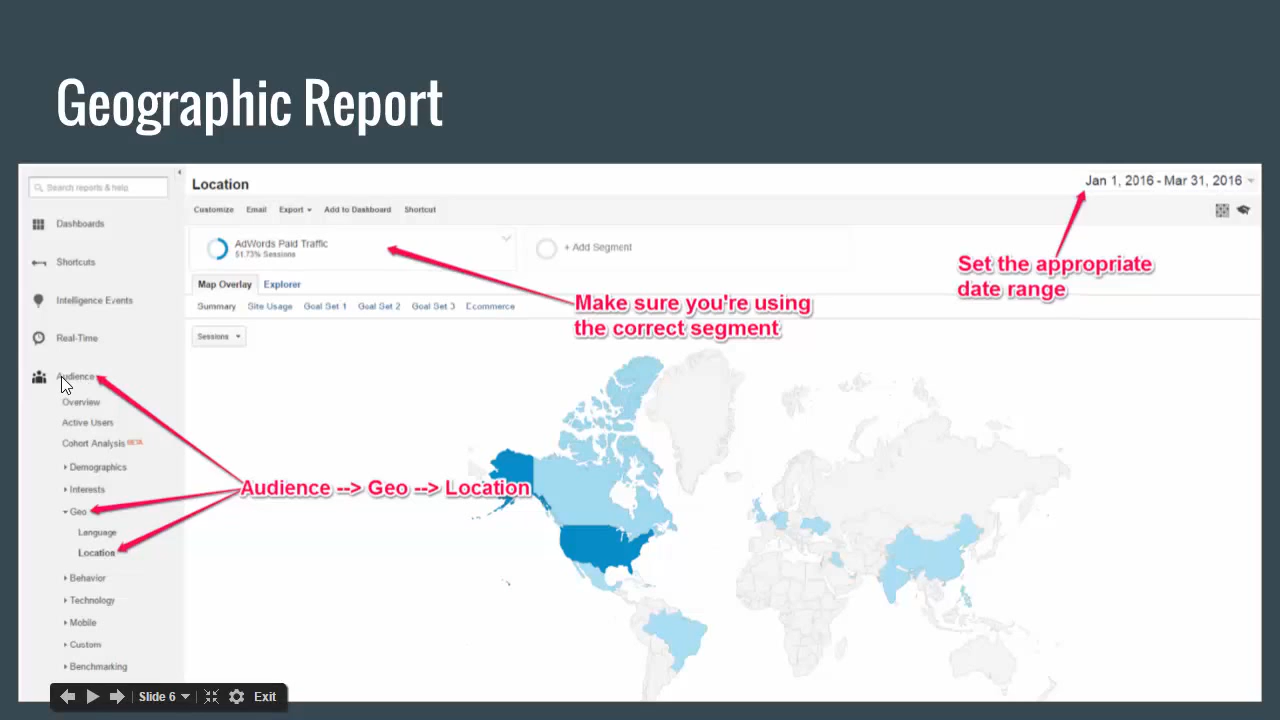 Geographic Report
Search reports & help
Dashboards
Shortcuts
Intelligence Events
Real-Time
Audience
Overview
Active Users
Cohort Analysis BETA
Demographics
Interests
Geo
Language
Location
Behavior
Technology
Mobile
Custom
Benchmarking
Location
Jan 1, 2016 - Mar 31, 2016
Customize Email Export Add to Dashboard Shortcut
AdWords Paid Traffic
51.73% Sessions
+ Add Segment
Map Overlay Explorer
Summary Site Usage Goal Set 1 Goal Set 2 Goal Set 3 Ecommerce
Sessions
Set the appropriate
date range
Make sure you're using
the correct segment
Audience --> Geo --> Location
Slide 6 Exit